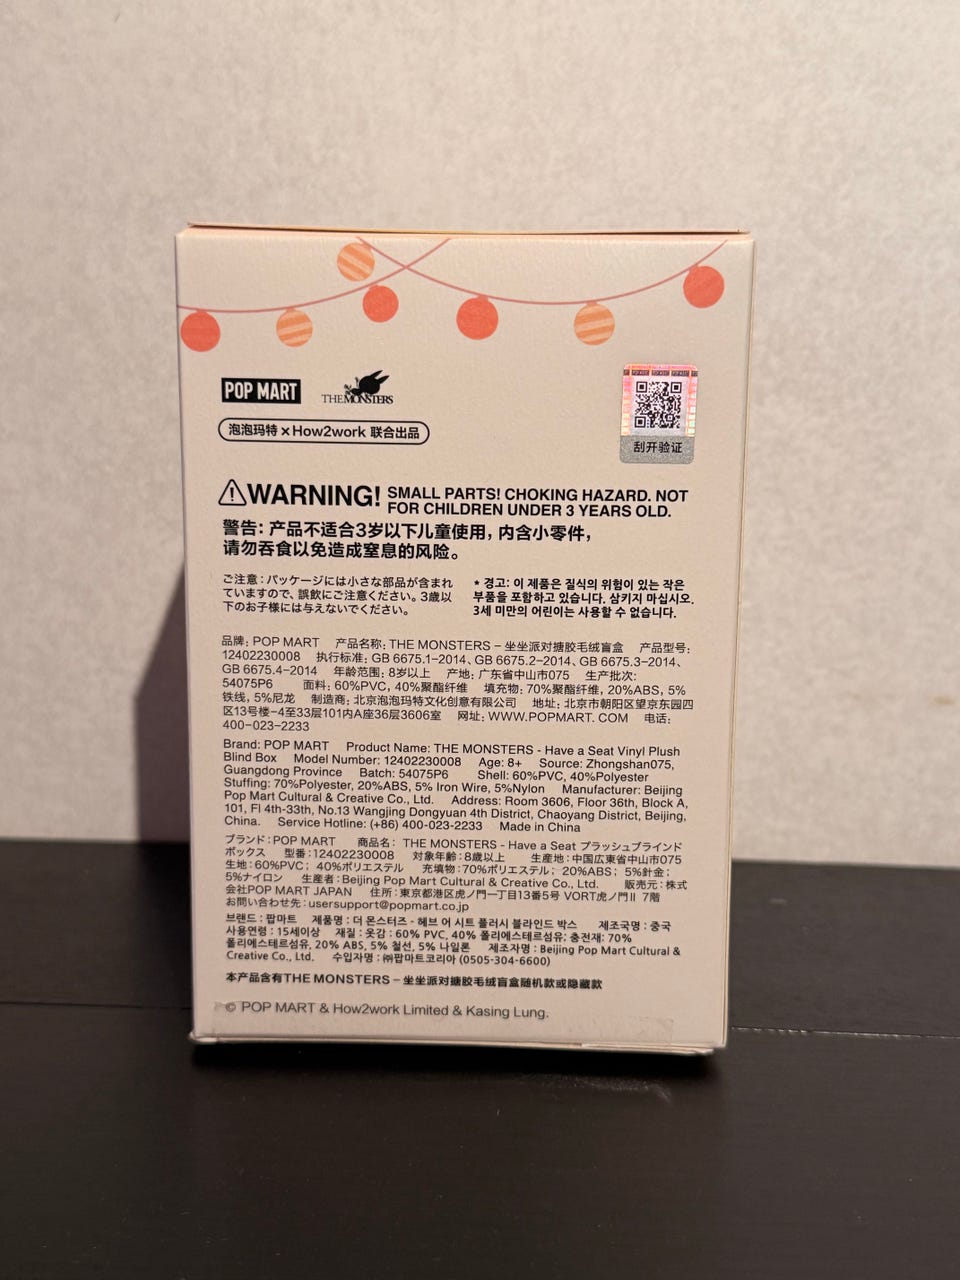 POP MART
THE MONSTERS
泡泡玛特 × How2work 联合出品
刮开验证
WARNING! SMALL PARTS! CHOKING HAZARD. NOT
FOR CHILDREN UNDER 3 YEARS OLD.
警告: 产品不适合3岁以下儿童使用, 内含小零件,
请勿吞食以免造成窒息的风险。
ご注意：パッケージには小さな部品が含まれ
ていますので、誤飲にご注意ください。3歳以
下のお子様には与えないでください。
* 경고: 이 제품은 질식의 위험이 있는 작은
부품을 포함하고 있습니다. 삼키지 마십시오.
3세 미만의 어린이는 사용할 수 없습니다.
品牌: POP MART 产品名称: THE MONSTERS – 坐坐派对搪胶毛绒盲盒 产品型号:
12402230008 执行标准: GB 6675.1–2014、GB 6675.2–2014、GB 6675.3–2014、
GB 6675.4–2014 年龄范围: 8岁以上 产地: 广东省中山市075 生产批次:
54075P6 面料: 60%PVC, 40%聚酯纤维 填充物: 70%聚酯纤维, 20%ABS, 5%
铁线, 5%尼龙 制造商: 北京泡泡玛特文化创意有限公司 地址: 北京市朝阳区望京东园四
区13号楼-4至33层101内A座36层3606室 网址: WWW.POPMART. COM 电话:
400-023-2233
Brand: POP MART Product Name: THE MONSTERS - Have a Seat Vinyl Plush
Blind Box Model Number: 12402230008 Age: 8+ Source: Zhongshan075,
Guangdong Province Batch: 54075P6 Shell: 60%PVC, 40%Polyester
Stuffing: 70%Polyester, 20%ABS, 5% Iron Wire, 5%Nylon Manufacturer: Beijing
Pop Mart Cultural & Creative Co., Ltd. Address: Room 3606, Floor 36th, Block A,
101, Fl 4th-33th, No.13 Wangjing Dongyuan 4th District, Chaoyang District, Beijing,
China. Service Hotline: (+86) 400-023-2233 Made in China
ブランド: POP MART 商品名： THE MONSTERS - Have a Seat プラッシュブラインド
ボックス 型番:12402230008 対象年齢:8歳以上 生産地:中国広東省中山市075
生地:60%PVC; 40%ポリエステル 充填物:70%ポリエステル; 20%ABS; 5%針金;
5%ナイロン 生産者:Beijing Pop Mart Cultural & Creative Co., Ltd. 販売元:株式
会社POP MART JAPAN 住所:東京都港区虎ノ門一丁目13番5号 VORT虎ノ門Ⅱ 7階
お問い合わせ先:usersupport@popmart.co.jp
브랜드 : 팝마트 제품명 : 더 몬스터즈 - 헤브 어 시트 플러시 블라인드 박스 제조국명 : 중국
사용연령 : 15세이상 재질 : 옷감 : 60% PVC, 40% 폴리에스테르섬유; 충전재: 70%
폴리에스테르섬유, 20% ABS, 5% 철선, 5% 나일론 제조자명 : Beijing Pop Mart Cultural &
Creative Co., Ltd. 수입자명 : ㈜팝마트코리아 (0505-304-6600)
本产品含有THE MONSTERS – 坐坐派对搪胶毛绒盲盒随机款或隐藏款
© POP MART & How2work Limited & Kasing Lung.